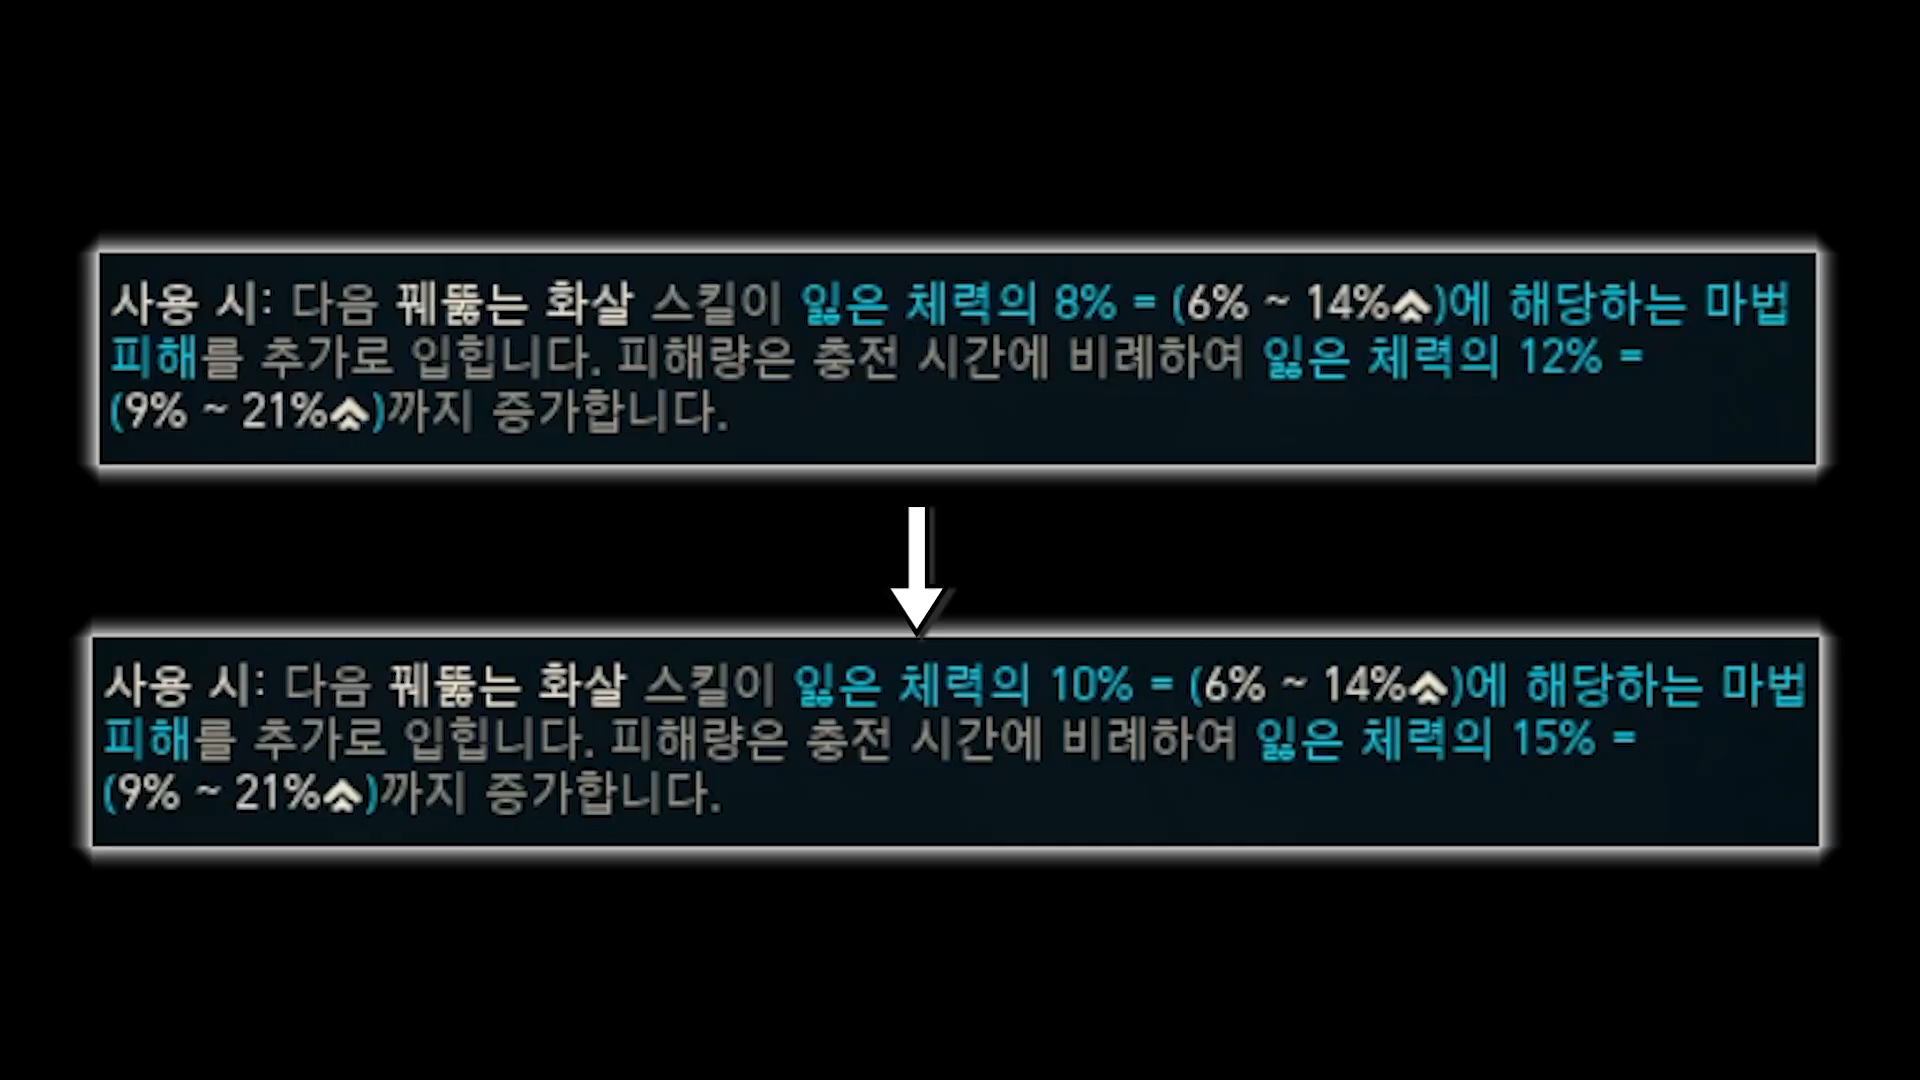 사용 시: 다음 꿰뚫는 화살 스킬이 잃은 체력의 8% = (6% ~ 14%)에 해당하는 마법
피해를 추가로 입힙니다. 피해량은 충전 시간에 비례하여 잃은 체력의 12% =
(9% ~ 21%)까지 증가합니다.
사용 시: 다음 꿰뚫는 화살 스킬이 잃은 체력의 10% = (6% ~ 14%)에 해당하는 마법
피해를 추가로 입힙니다. 피해량은 충전 시간에 비례하여 잃은 체력의 15% =
(9% ~ 21%)까지 증가합니다.